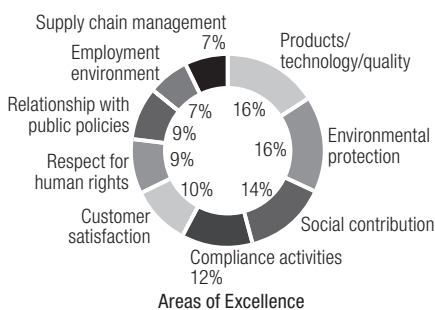 Supply chain management
7%
Products/
technology/quality
16%
Environmental
protection
16%
Social contribution
14%
Compliance activities
12%
Customer
satisfaction
10%
Respect for
human rights
9%
Relationship with
public policies
9%
Employment
environment
7%
Areas of Excellence